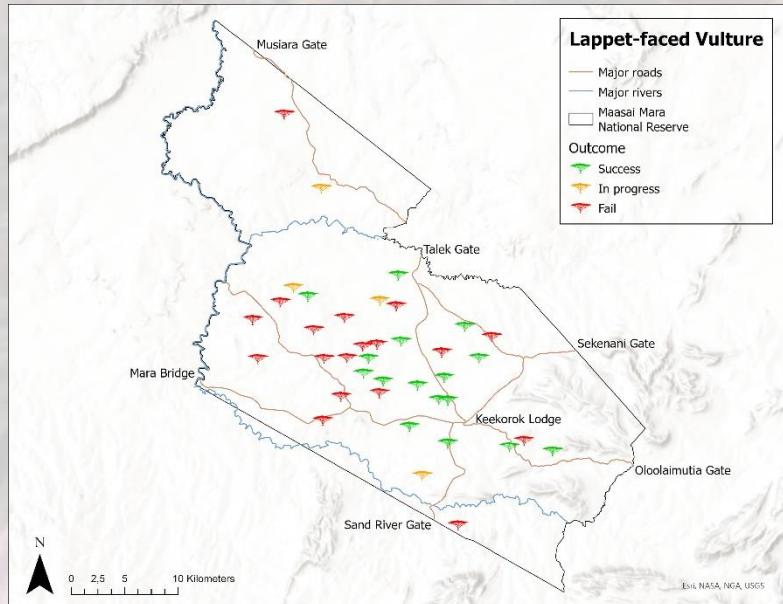 Lappet-faced Vulture
Major roads
Major rivers
Maasai Mara
National Reserve
Outcome
Success
In progress
Fail
Musiara Gate
Talek Gate
Sekenani Gate
Mara Bridge
Keekorok Lodge
Oloolaimutia Gate
Sand River Gate
N
0 2.5 5 10 Kilometers
Esri, NASA, NGA, USGS